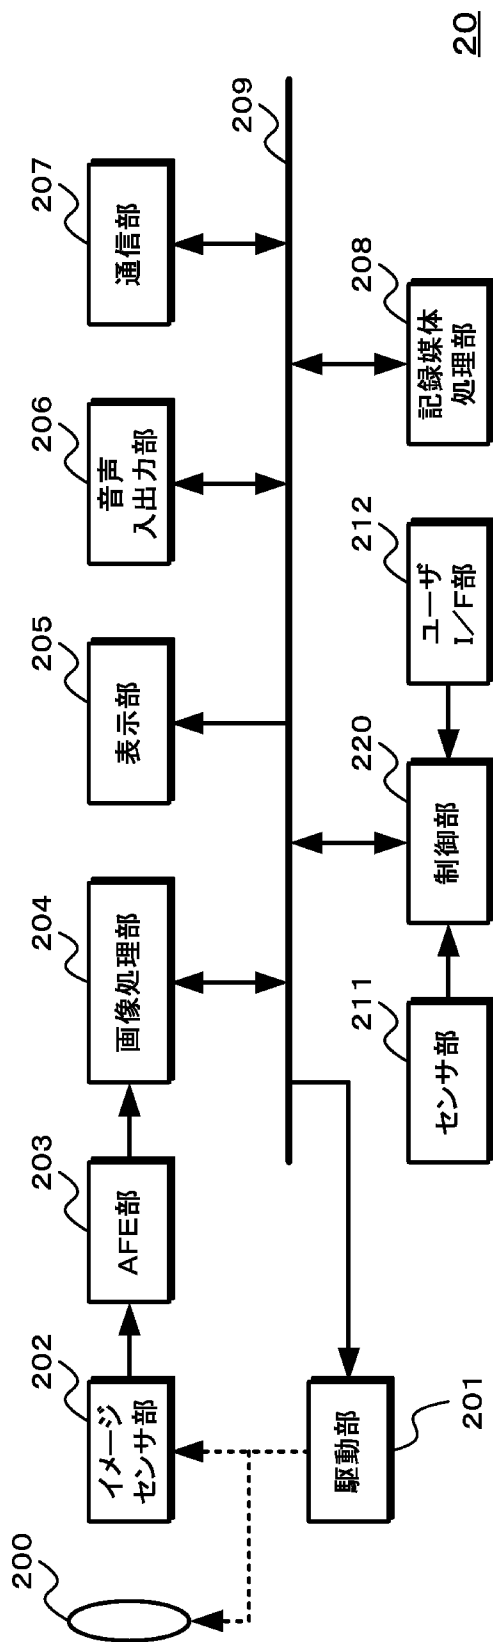 20
200
202
イメージ
センサ部
203
AFE部
204
画像処理部
205
表示部
206
音声
入出力部
207
通信部
209
201
駆動部
211
センサ部
220
制御部
212
ユーザ
I/F部
208
記録媒体
処理部